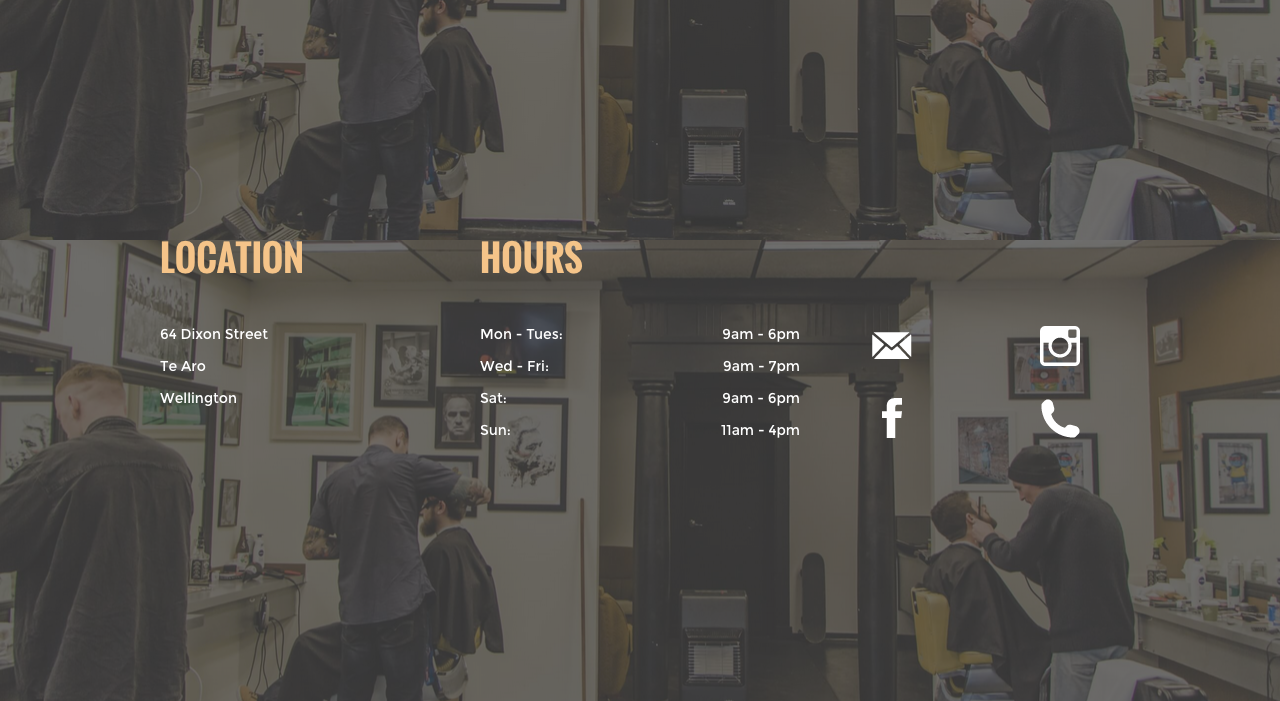 LOCATION
64 Dixon Street
Te Aro
Wellington
HOURS
Mon - Tues: 9am - 6pm
Wed - Fri: 9am - 7pm
Sat: 9am - 6pm
Sun: 11am - 4pm